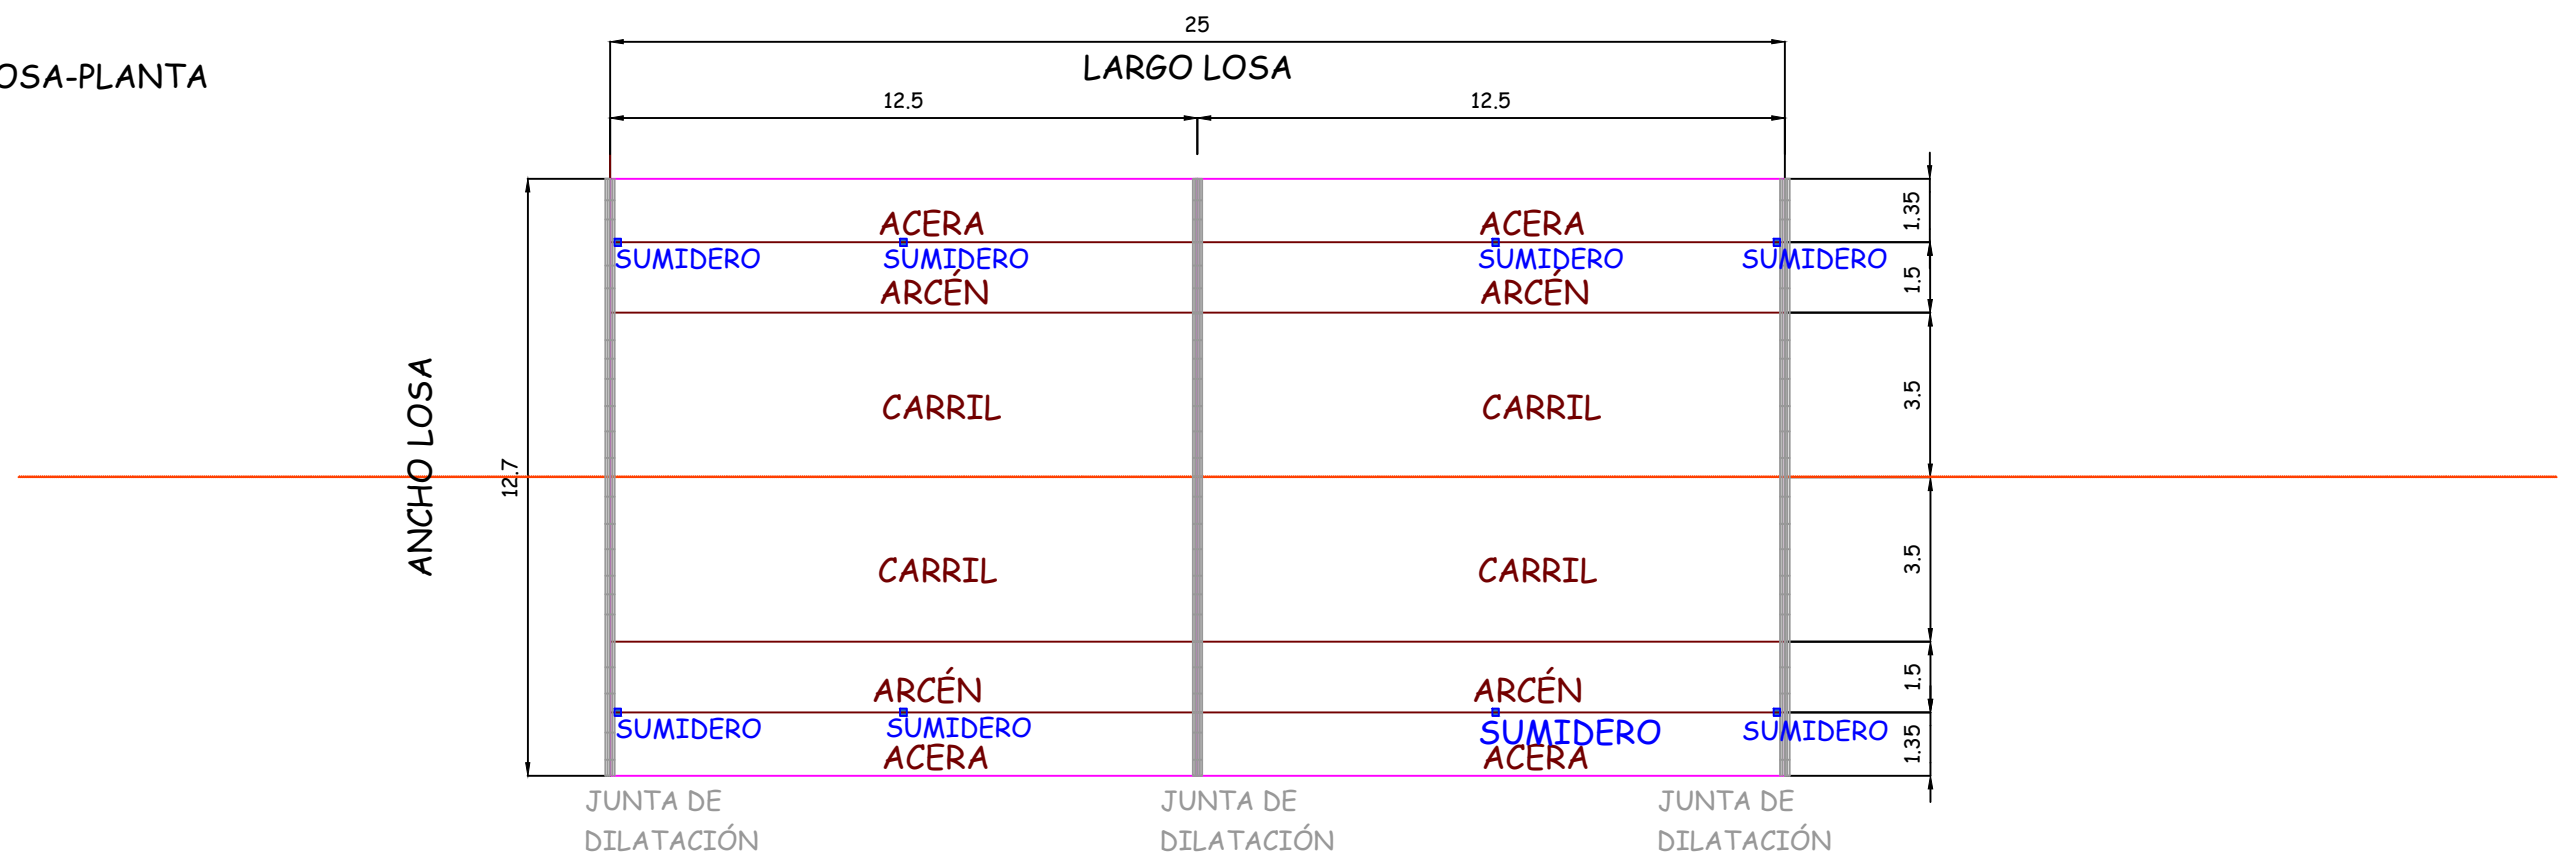 25
OSA-PLANTA
LARGO LOSA
12.5 12.5
ACERA ACERA 1.35
SUMIDERO SUMIDERO SUMIDERO SUMIDERO
ARCÉN ARCÉN 1.5
CARRIL CARRIL 3.5
ANCHO LOSA
12.7
CARRIL CARRIL 3.5
ARCÉN ARCÉN 1.5
SUMIDERO SUMIDERO SUMIDERO SUMIDERO
ACERA ACERA 1.35
JUNTA DE JUNTA DE JUNTA DE
DILATACIÓN DILATACIÓN DILATACIÓN